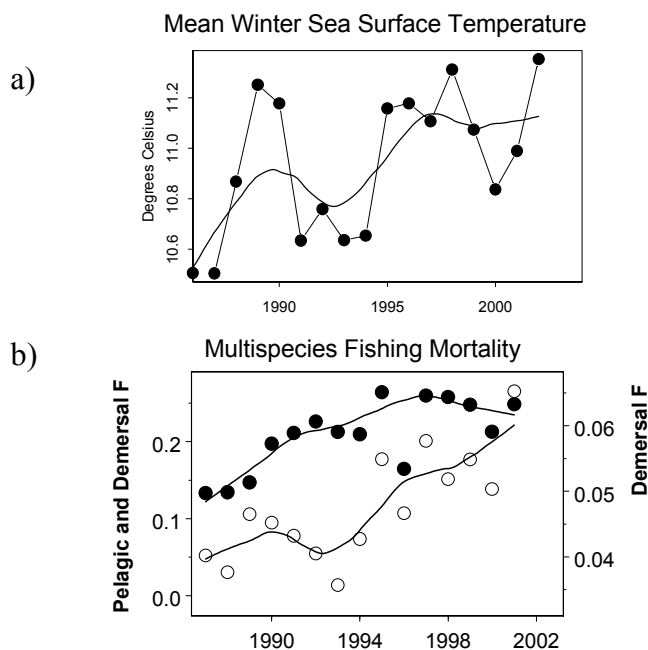 Mean Winter Sea Surface Temperature
a)
Degrees Celsius
11.2
11.0
10.8
10.6
1990 1995 2000
b)
Multispecies Fishing Mortality
Pelagic and Demersal F
0.2
0.1
0.0
0.06
0.05
0.04
Demersal F
1990 1994 1998 2002